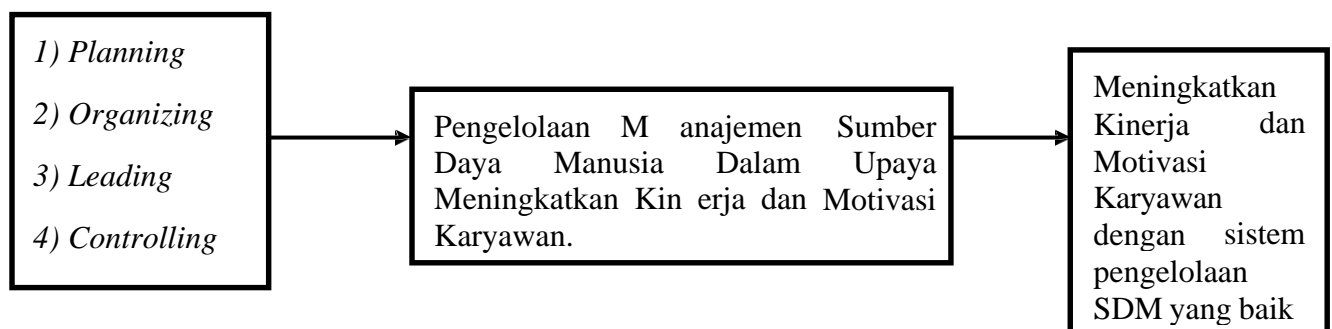 1) Planning
2) Organizing
3) Leading
4) Controlling
Pengelolaan M anajemen Sumber
Daya Manusia Dalam Upaya
Meningkatkan Kin erja dan Motivasi
Karyawan.
Meningkatkan
Kinerja dan
Motivasi
Karyawan
dengan sistem
pengelolaan
SDM yang baik